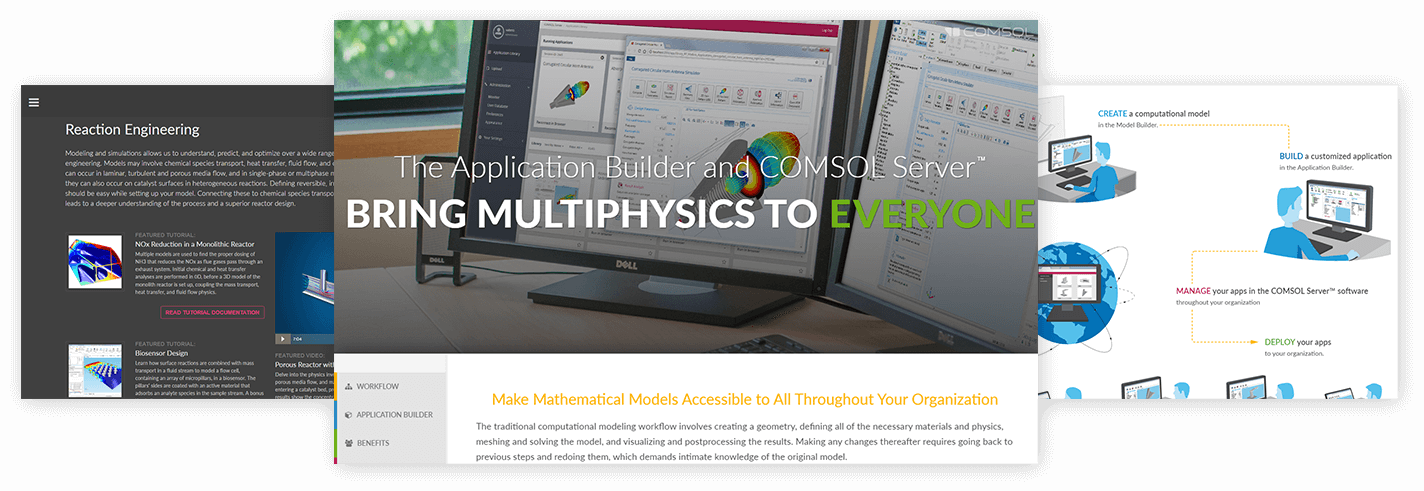 Reaction Engineering
Modeling and simulations allows us to understand, predict, and optimize over a wide rang
engineering. Models may involve chemical species transport, heat transfer, fluid flow, and
can occur in laminar, turbulent and porous media flow, and in single-phase or multiphase
they can also occur on catalyst surfaces in heterogeneous reactions. Defining reversible, in
should be easy while setting up your model. Connecting these to chemical species transpo
leads to a deeper understanding of the process and a superior reactor design.
FEATURED TUTORIAL:
NOx Reduction in a Monolithic Reactor
Multiple models are used to find the proper dosing of
NH3 that reduces the NOx as flue gases pass through an
exhaust system. Initial chemical and heat transfer
analyses are performed in 0D, before a 3D model of the
monolith reactor is set up, coupling the mass transport,
heat transfer, and fluid flow physics.
READ TUTORIAL DOCUMENTATION
FEATURED TUTORIAL:
Biosensor Design
Learn how surface reactions are combined with mass
transport in a fluid stream to model a flow cell,
containing an array of micropillars, in a biosensor. The
pillars' sides are coated with an active material that
adsorbs an analyte species in the sample stream. A bonus
FEATURED VIDEO:
Porous Reactor with
Delve into the physics inv
porous media flow, and m
entering a catalyst bed, pr
results show the concentr
COMSOL
The Application Builder and COMSOL Server™
BRING MULTIPHYSICS TO EVERYONE
DELL
WORKFLOW
APPLICATION BUILDER
BENEFITS
Make Mathematical Models Accessible to All Throughout Your Organization
The traditional computational modeling workflow involves creating a geometry, defining all of the necessary materials and physics,
meshing and solving the model, and visualizing and postprocessing the results. Making any changes thereafter requires going back to
previous steps and redoing them, which demands intimate knowledge of the original model.
CREATE a computational model
in the Model Builder.
BUILD a customized application
in the Application Builder.
MANAGE your apps in the COMSOL Server™ software
throughout your organization
DEPLOY your apps
to your organization.